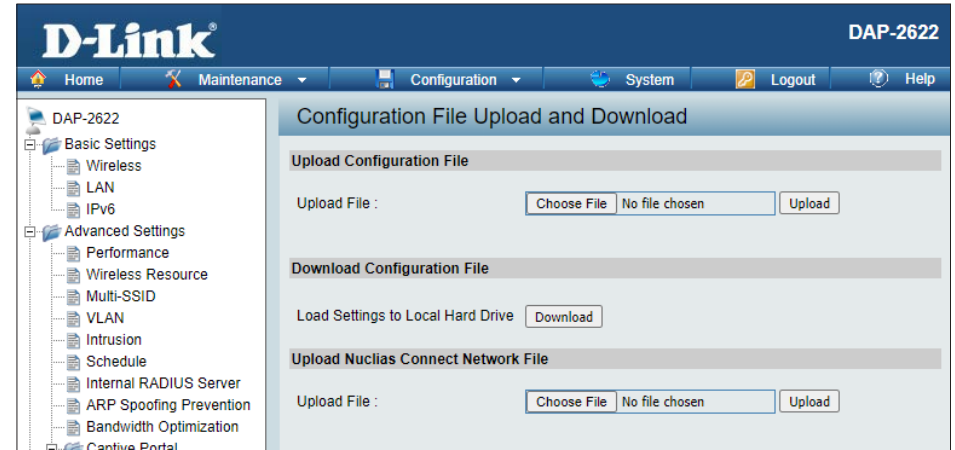 D-Link®
DAP-2622
Home Maintenance Configuration System Logout Help
DAP-2622
Basic Settings
Wireless
LAN
IPv6
Advanced Settings
Performance
Wireless Resource
Multi-SSID
VLAN
Intrusion
Schedule
Internal RADIUS Server
ARP Spoofing Prevention
Bandwidth Optimization
Captive Portal
Configuration File Upload and Download
Upload Configuration File
Upload File : Choose File No file chosen Upload
Download Configuration File
Load Settings to Local Hard Drive Download
Upload Nuclias Connect Network File
Upload File : Choose File No file chosen Upload